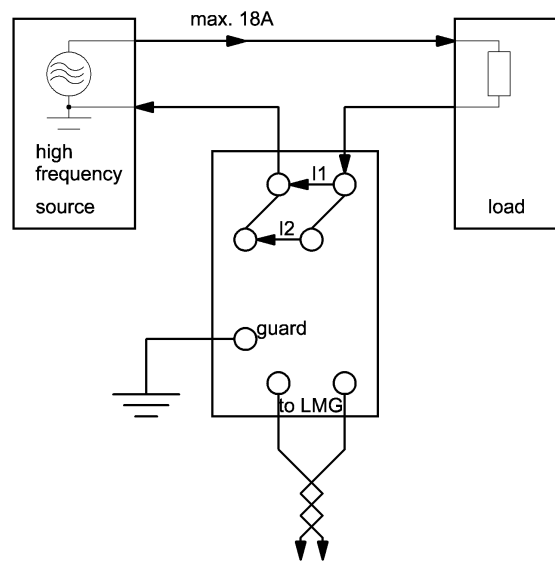 max. 18A
high
frequency
source
load
I1
I2
guard
to LMG